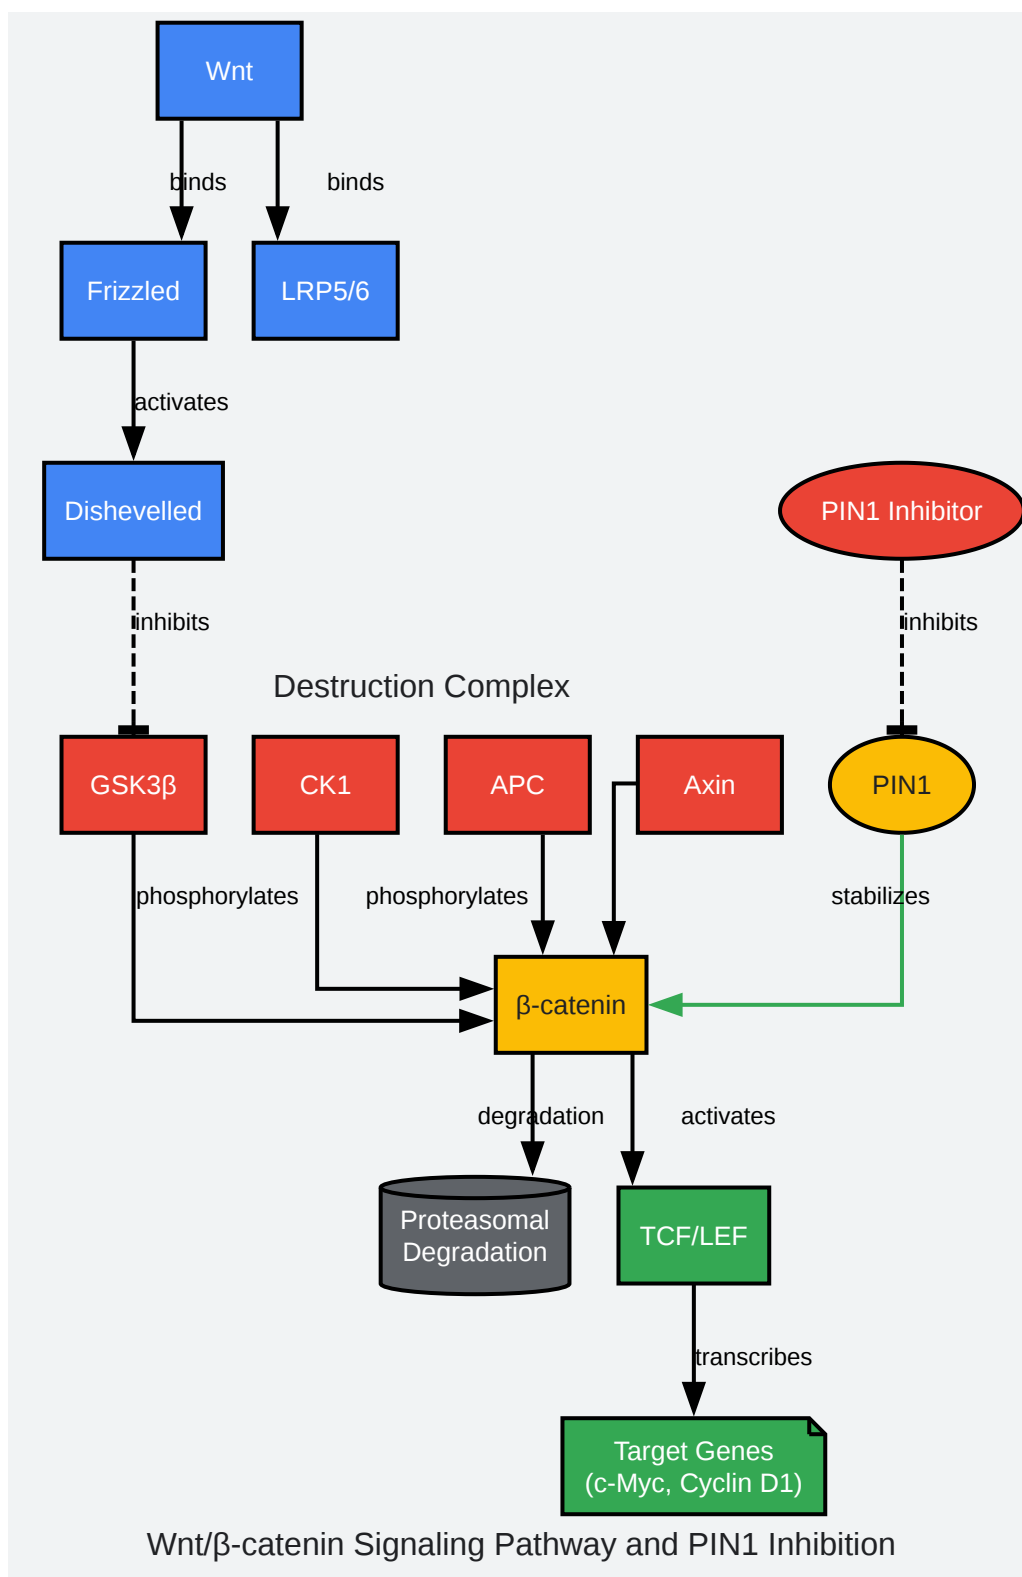 Wnt
binds
binds
Frizzled
LRP5/6
activates
Dishevelled
PIN1 Inhibitor
inhibits
inhibits
Destruction Complex
GSK3β
CK1
APC
Axin
PIN1
phosphorylates
phosphorylates
stabilizes
β-catenin
degradation
activates
Proteasomal
Degradation
TCF/LEF
transcribes
Target Genes
(c-Myc, Cyclin D1)
Wnt/β-catenin Signaling Pathway and PIN1 Inhibition